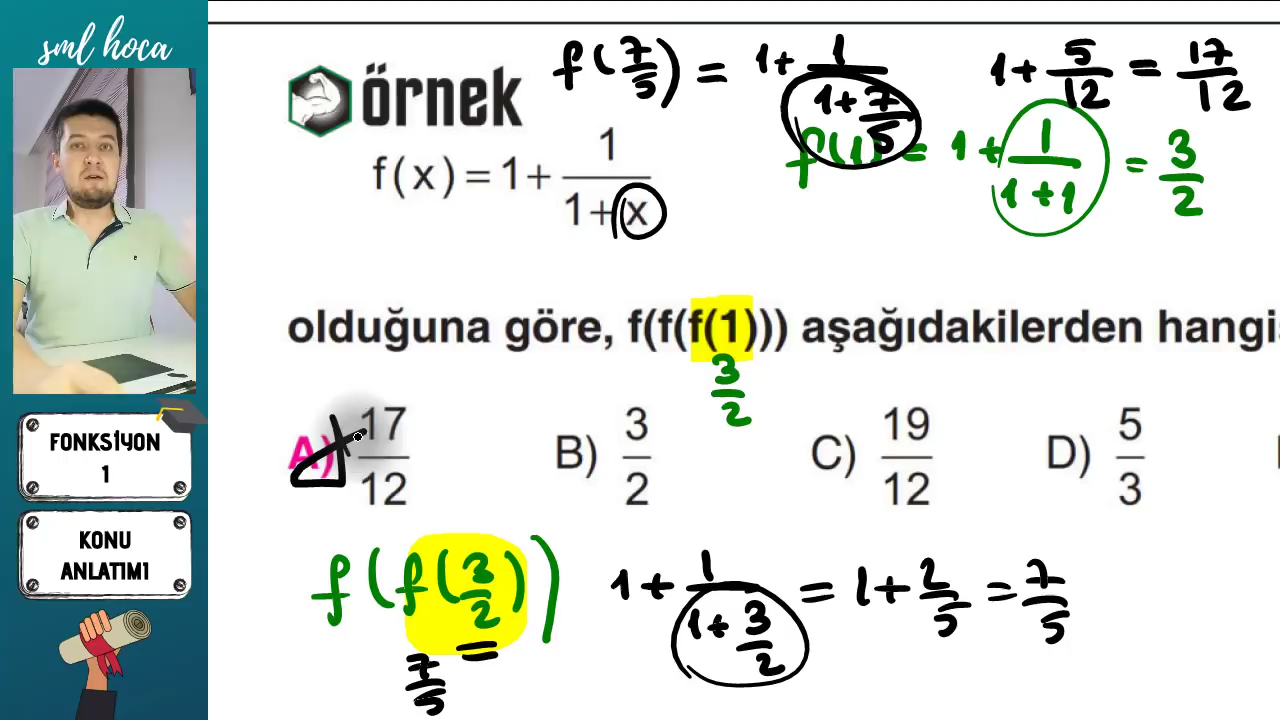 sml hoca
örnek
f(7/5) = 1 + 1/(1 + 7/5)
1 + 5/12 = 17/12
f(x) = 1 + 1/(1 + x)
f(1) = 1 + 1/(1 + 1) = 3/2
olduğuna göre, f(f(f(1))) aşağıdakilerden hangi
3/2
A) 17/12 B) 3/2 C) 19/12 D) 5/3
FONKSİYON
1
KONU
ANLATIMI
f(f(3/2))
7/5
1 + 1/(1 + 3/2) = 1 + 2/5 = 7/5